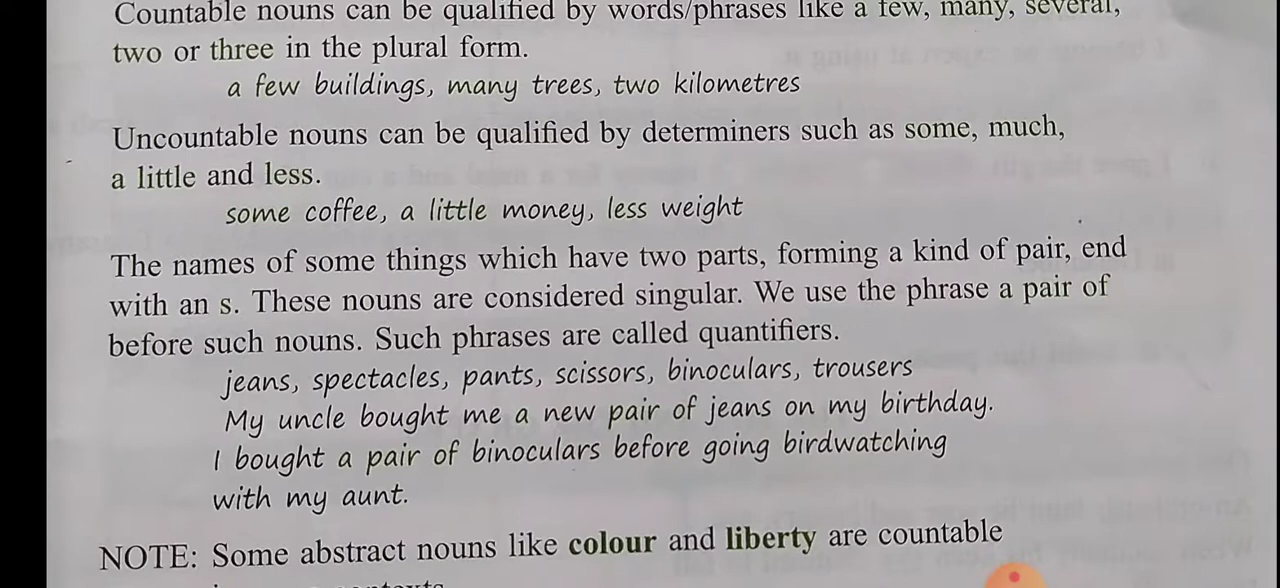 Countable nouns can be qualified by words/phrases like a few, many, several,
two or three in the plural form.
a few buildings, many trees, two kilometres
Uncountable nouns can be qualified by determiners such as some, much,
a little and less.
some coffee, a little money, less weight
The names of some things which have two parts, forming a kind of pair, end
with an s. These nouns are considered singular. We use the phrase a pair of
before such nouns. Such phrases are called quantifiers.
jeans, spectacles, pants, scissors, binoculars, trousers
My uncle bought me a new pair of jeans on my birthday.
I bought a pair of binoculars before going birdwatching
with my aunt.
NOTE: Some abstract nouns like colour and liberty are countable